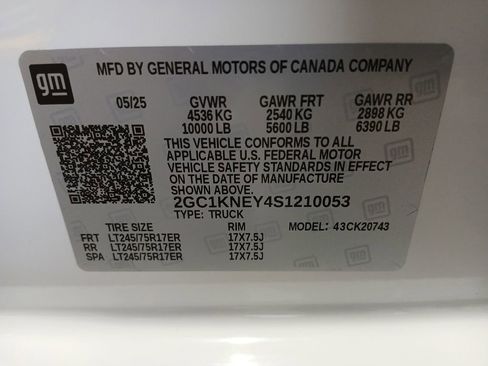 gm
MFD BY GENERAL MOTORS OF CANADA COMPANY
05/25 GVWR GAWR FRT GAWR RR
4536 KG 2540 KG 2898 KG
10000 LB 5600 LB 6390 LB
THIS VEHICLE CONFORMS TO ALL
APPLICABLE U.S. FEDERAL MOTOR
VEHICLE SAFETY STANDARDS IN EFFECT
ON THE DATE OF MANUFACTURE
SHOWN ABOVE.
2GC1KNEY4S1210053
TYPE: TRUCK
TIRE SIZE RIM MODEL: 43CK20743
FRT LT245/75R17ER 17X7.5J
RR LT245/75R17ER 17X7.5J
SPA LT245/75R17ER 17X7.5J